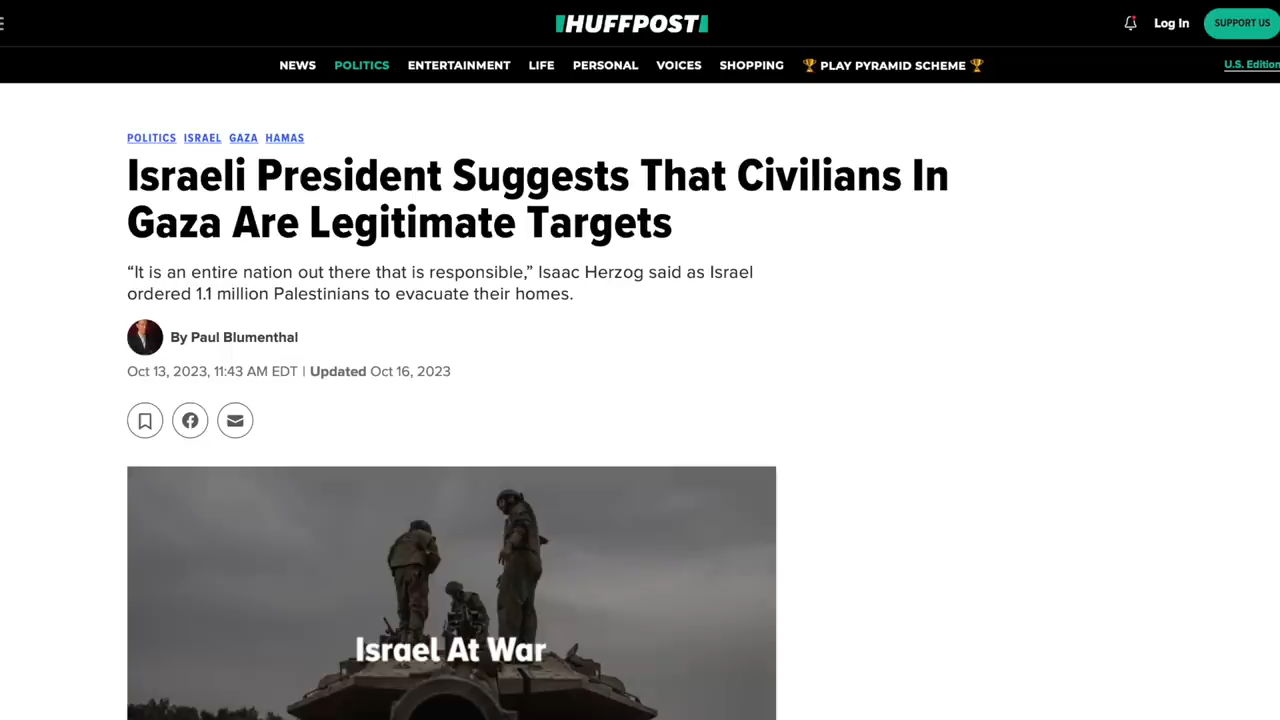 HUFFPOST
Log In
SUPPORT US
NEWS POLITICS ENTERTAINMENT LIFE PERSONAL VOICES SHOPPING 🏆 PLAY PYRAMID SCHEME 🏆
U.S. Edition
POLITICS ISRAEL GAZA HAMAS
Israeli President Suggests That Civilians In
Gaza Are Legitimate Targets
“It is an entire nation out there that is responsible,” Isaac Herzog said as Israel
ordered 1.1 million Palestinians to evacuate their homes.
By Paul Blumenthal
Oct 13, 2023, 11:43 AM EDT | Updated Oct 16, 2023
Israel At War